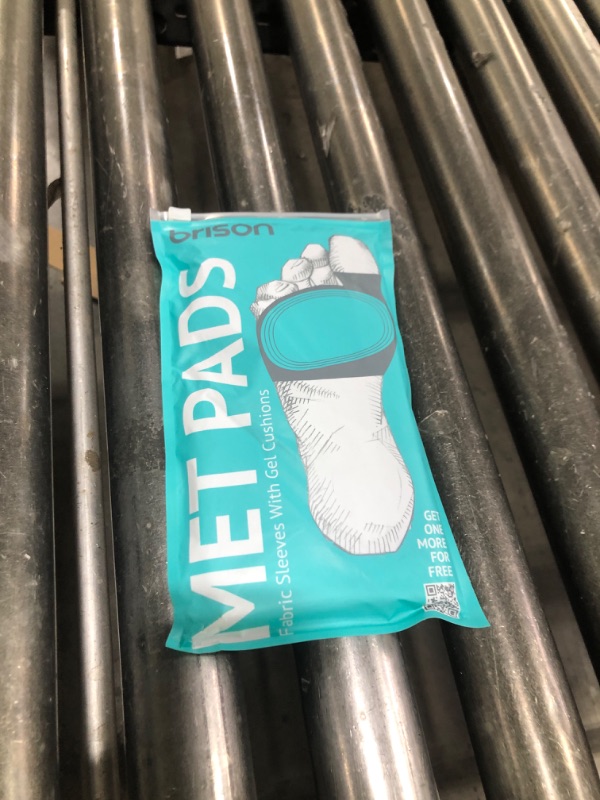 brison
MET PADS
Fabric Sleeves With Gel Cushions
GET
ONE
MORE
FOR
FREE